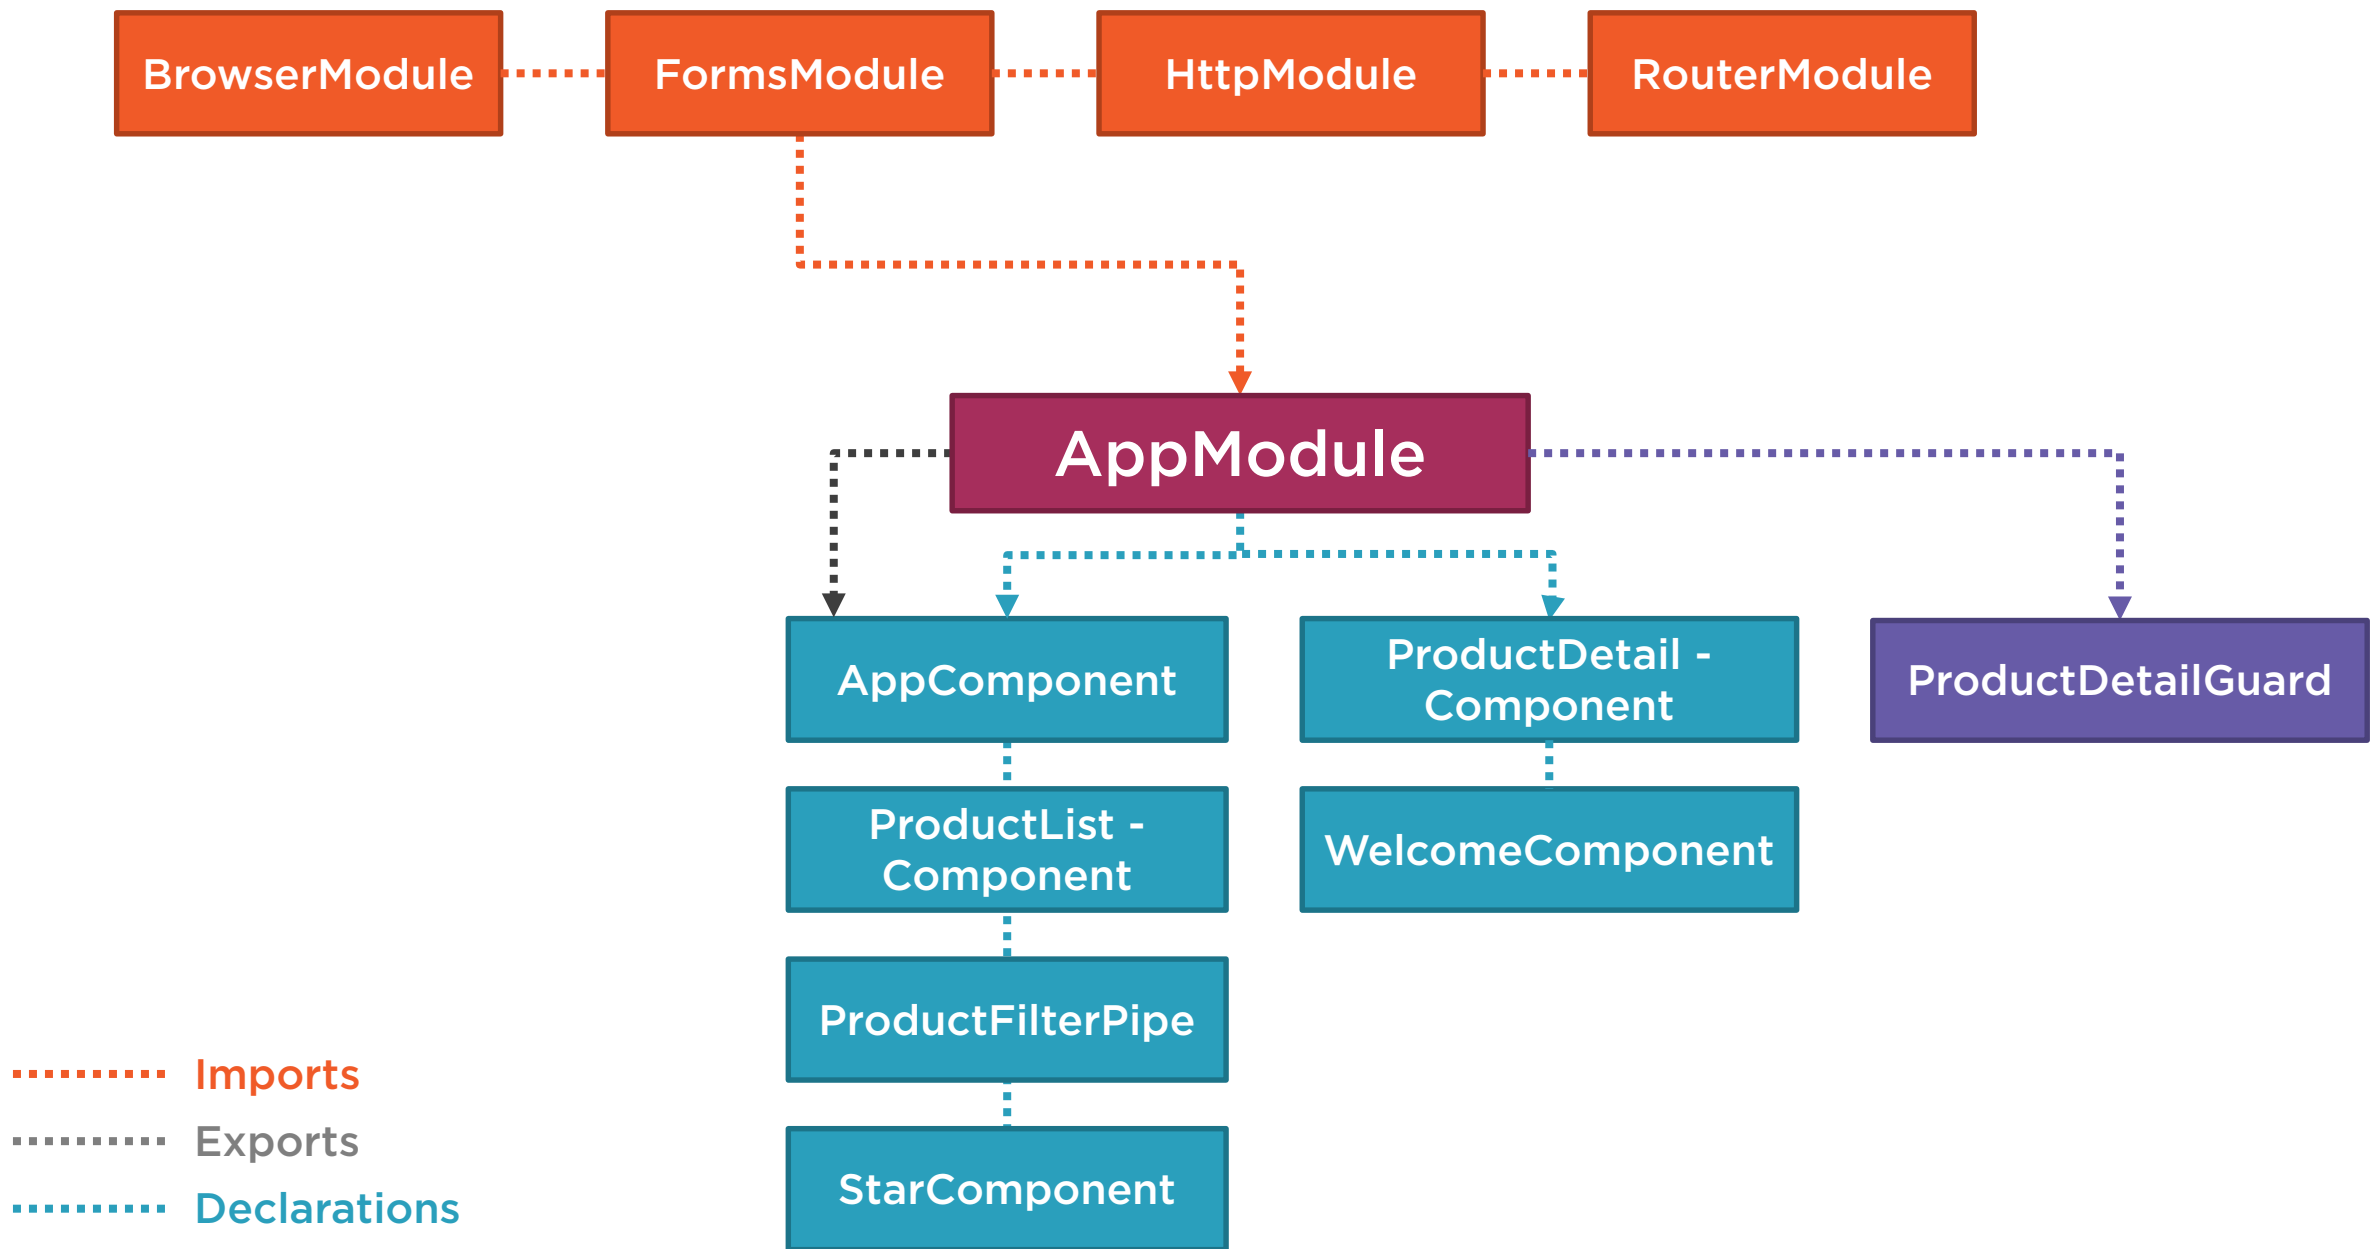 BrowserModule
FormsModule
HttpModule
RouterModule
AppModule
AppComponent
ProductDetail -
Component
ProductDetailGuard
ProductList -
Component
WelcomeComponent
ProductFilterPipe
StarComponent
Imports
Exports
Declarations